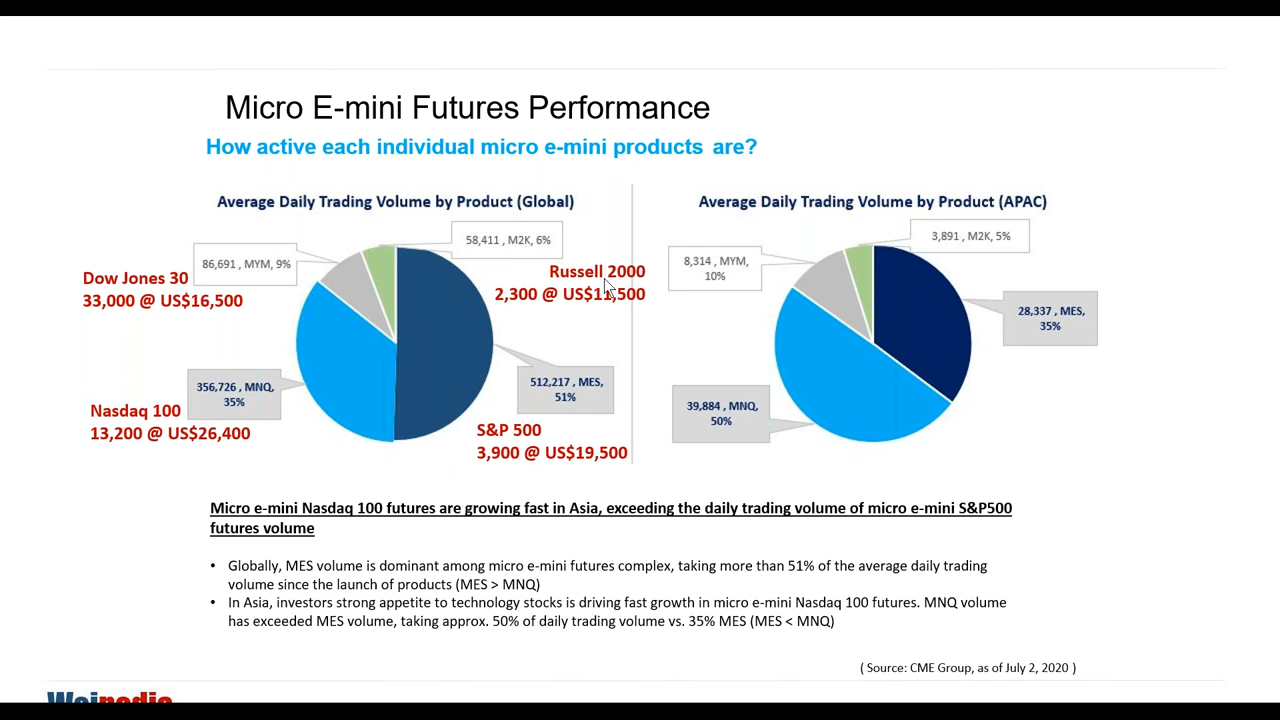 Micro E-mini Futures Performance
How active each individual micro e-mini products are?
Average Daily Trading Volume by Product (Global)
58,411 , M2K, 6%
86,691 , MYM, 9%
Dow Jones 30
33,000 @ US$16,500
Russell 2000
2,300 @ US$11,500
356,726 , MNQ,
35%
512,217 , MES,
51%
Nasdaq 100
13,200 @ US$26,400
S&P 500
3,900 @ US$19,500
Average Daily Trading Volume by Product (APAC)
3,891 , M2K, 5%
8,314 , MYM,
10%
28,337 , MES,
35%
39,884 , MNQ,
50%
Micro e-mini Nasdaq 100 futures are growing fast in Asia, exceeding the daily trading volume of micro e-mini S&P500
futures volume
• Globally, MES volume is dominant among micro e-mini futures complex, taking more than 51% of the average daily trading
volume since the launch of products (MES > MNQ)
• In Asia, investors strong appetite to technology stocks is driving fast growth in micro e-mini Nasdaq 100 futures. MNQ volume
has exceeded MES volume, taking approx. 50% of daily trading volume vs. 35% MES (MES < MNQ)
( Source: CME Group, as of July 2, 2020 )